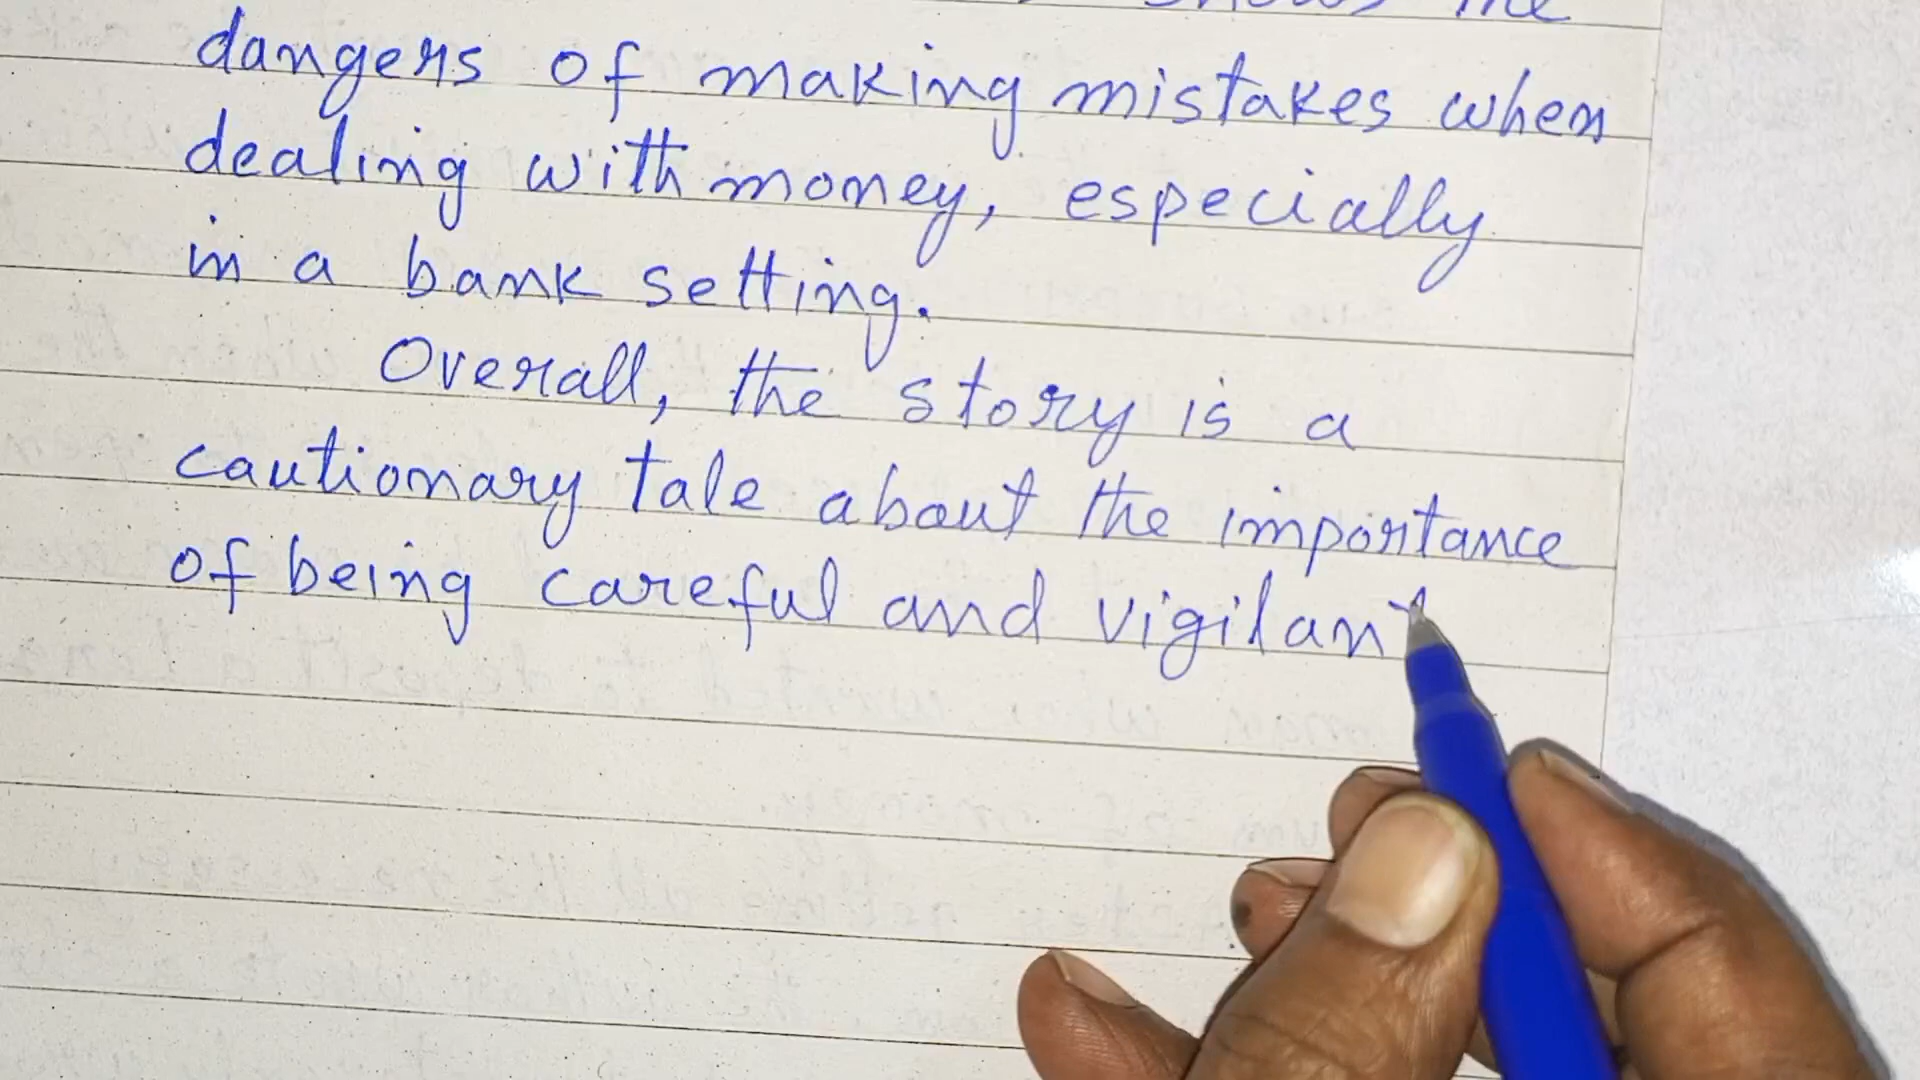 the
dangers of making mistakes when
dealing with money, especially
in a bank setting.
Overall, the story is a
cautionary tale about the importance
of being careful and vigilant